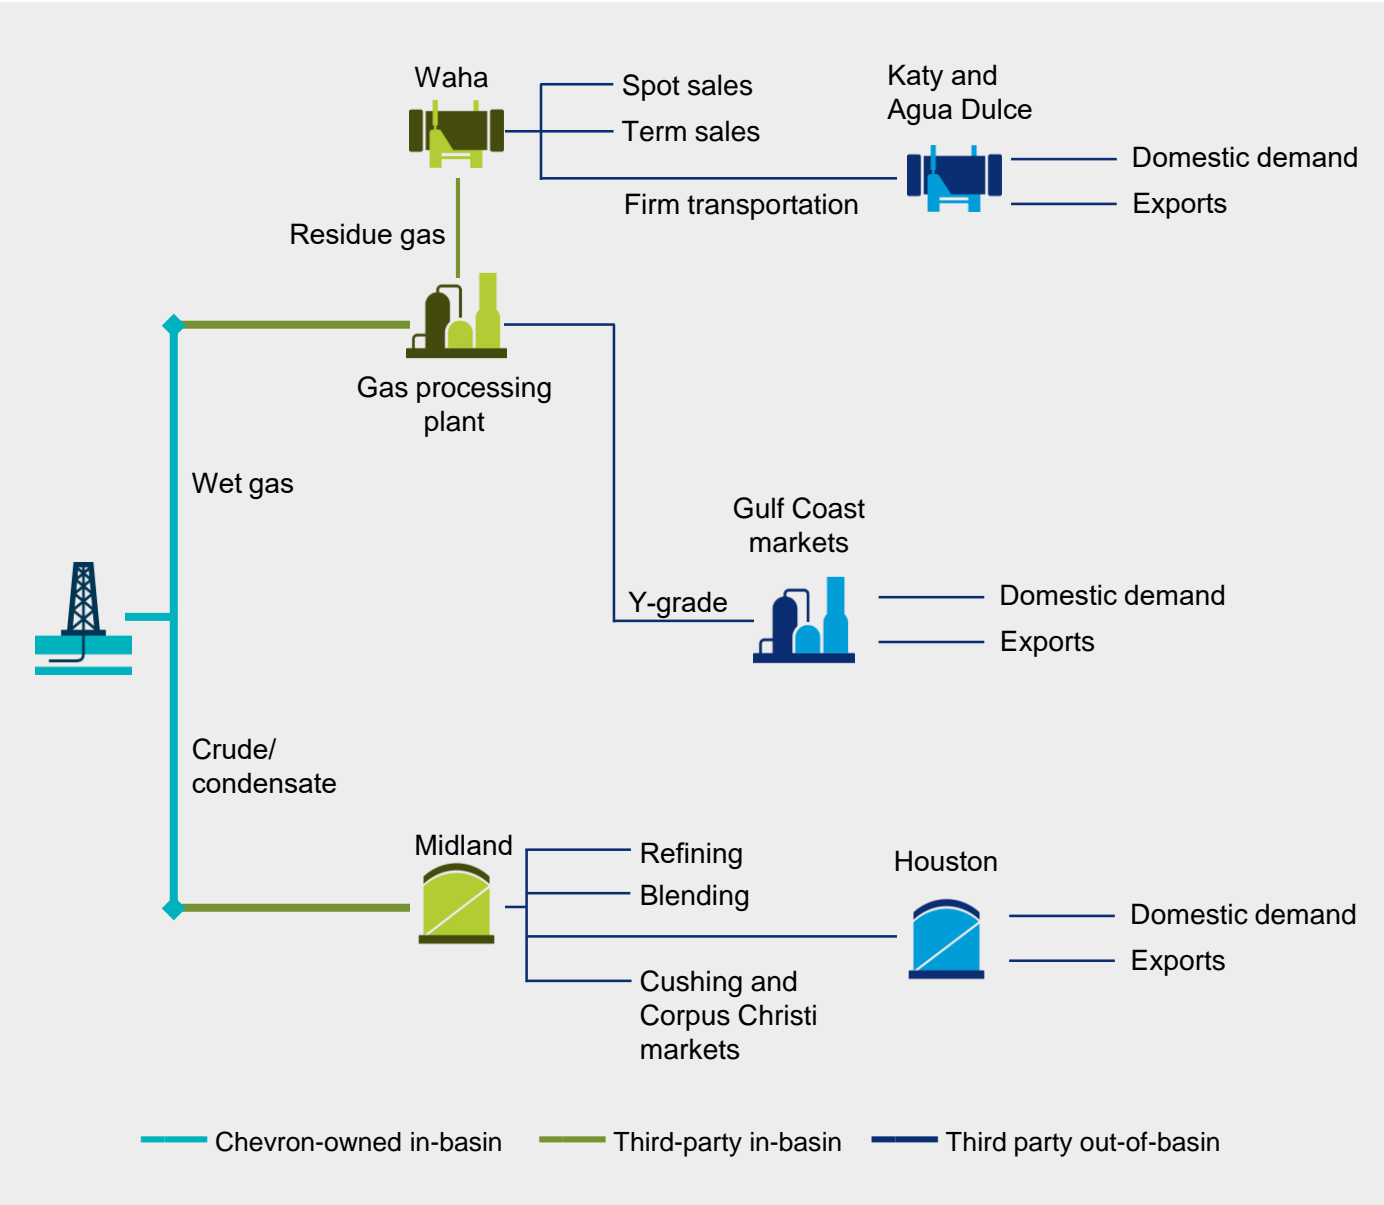 Waha
Spot sales
Term sales
Firm transportation
Katy and
Agua Dulce
Domestic demand
Exports
Residue gas
Gas processing
plant
Wet gas
Gulf Coast
markets
Y-grade
Domestic demand
Exports
Crude/
condensate
Midland
Refining
Blending
Houston
Domestic demand
Exports
Cushing and
Corpus Christi
markets
Chevron-owned in-basin
Third-party in-basin
Third party out-of-basin